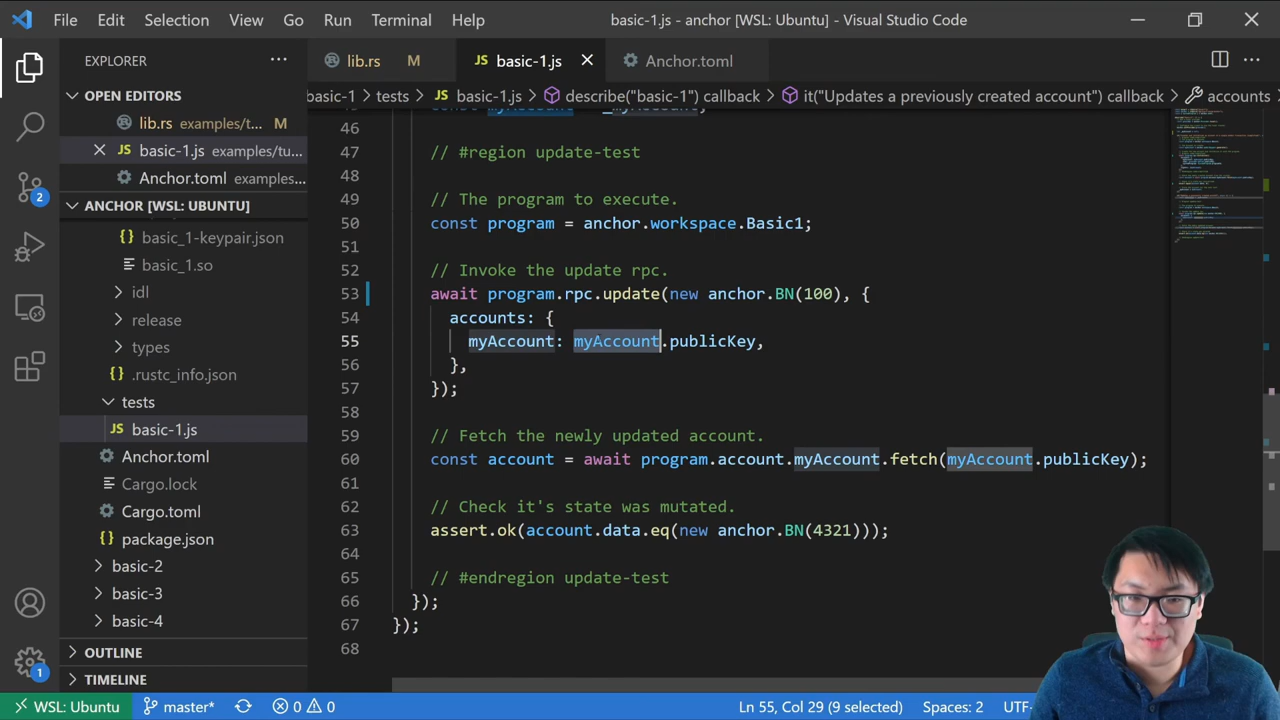 File Edit Selection View Go Run Terminal Help basic-1.js - anchor [WSL: Ubuntu] - Visual Studio Code
EXPLORER
lib.rs M basic-1.js Anchor.toml
OPEN EDITORS
basic-1 > tests > basic-1.js > describe("basic-1") callback > it("Updates a previously created account") callback > accounts
lib.rs examples/t... M
basic-1.js examples/tu...
Anchor.toml examples...
ANCHOR [WSL: UBUNTU]
basic_1-keypair.json
basic_1.so
idl
release
types
.rustc_info.json
tests
basic-1.js
Anchor.toml
Cargo.lock
Cargo.toml
package.json
basic-2
basic-3
basic-4
OUTLINE
TIMELINE
2
1
46
47 // #region update-test
48
49 // The program to execute.
50 const program = anchor.workspace.Basic1;
51
52 // Invoke the update rpc.
53 await program.rpc.update(new anchor.BN(100), {
54 accounts: {
55 myAccount: myAccount.publicKey,
56 },
57 });
58
59 // Fetch the newly updated account.
60 const account = await program.account.myAccount.fetch(myAccount.publicKey);
61
62 // Check it's state was mutated.
63 assert.ok(account.data.eq(new anchor.BN(4321)));
64
65 // #endregion update-test
66 });
67 });
68
WSL: Ubuntu master* 0 0 Ln 55, Col 29 (9 selected) Spaces: 2 UTF-